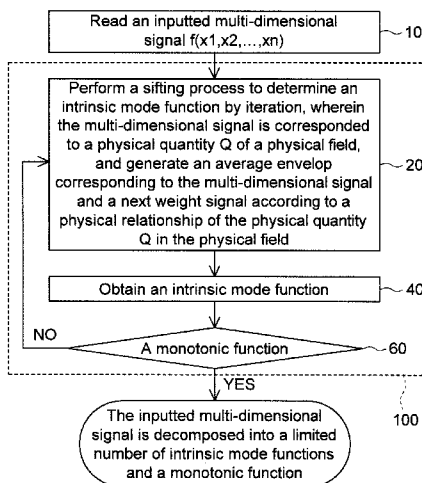 Read an inputted multi-dimensional
signal f(x1,x2,...,xn)
10
Perform a sifting process to determine an
intrinsic mode function by iteration, wherein
the multi-dimensional signal is corresponded
to a physical quantity Q of a physical field,
and generate an average envelop
corresponding to the multi-dimensional signal
and a next weight signal according to a
physical relationship of the physical quantity
Q in the physical field
20
Obtain an intrinsic mode function
40
NO
A monotonic function
60
YES
100
The inputted multi-dimensional
signal is decomposed into a limited
number of intrinsic mode functions
and a monotonic function